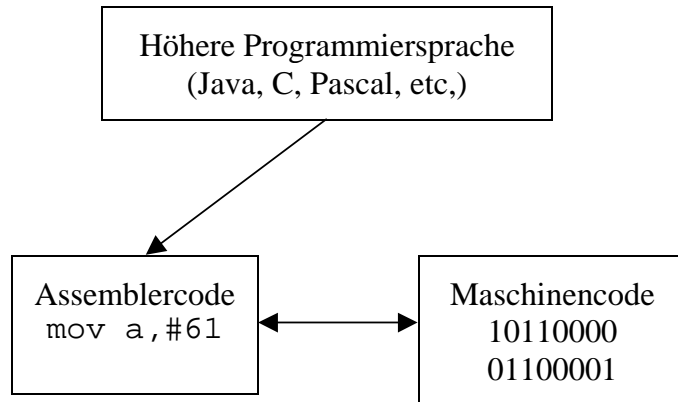 Höhere Programmiersprache
(Java, C, Pascal, etc,)
Assemblercode
mov a,#61
Maschinencode
10110000
01100001